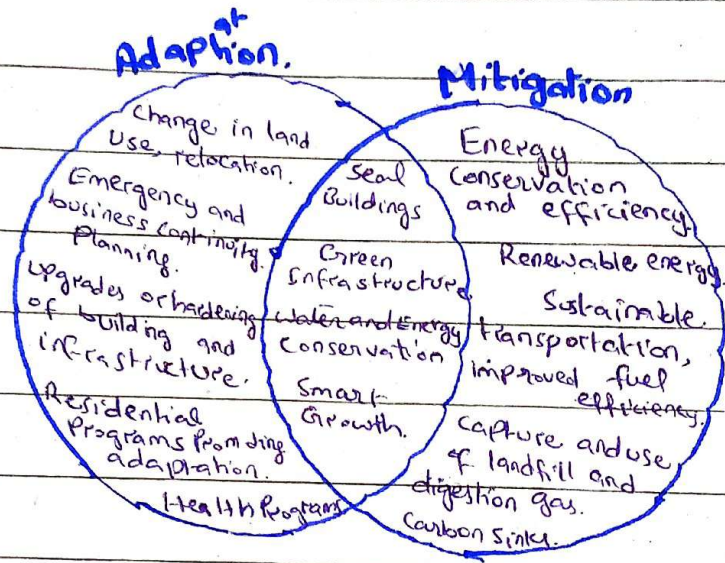 at
Adaption.
Change in land
Use, relocation.
Emergency and
business continuity
Planning.
upgrades or hardening
of building and
infrastructure.
Residential
Programs Promoding
adaptation.
Health Programs
Seal
Buildings
Green
Infrastructure.
Water and Energy
Conservation
Smart
Growth.
Mitigation
Energy
Conservation
and efficiency.
Renewable energy.
Sustainable.
transportation,
improved fuel
efficiency.
Capture and use
of landfill and
digestion gas.
Carbon Sinks.